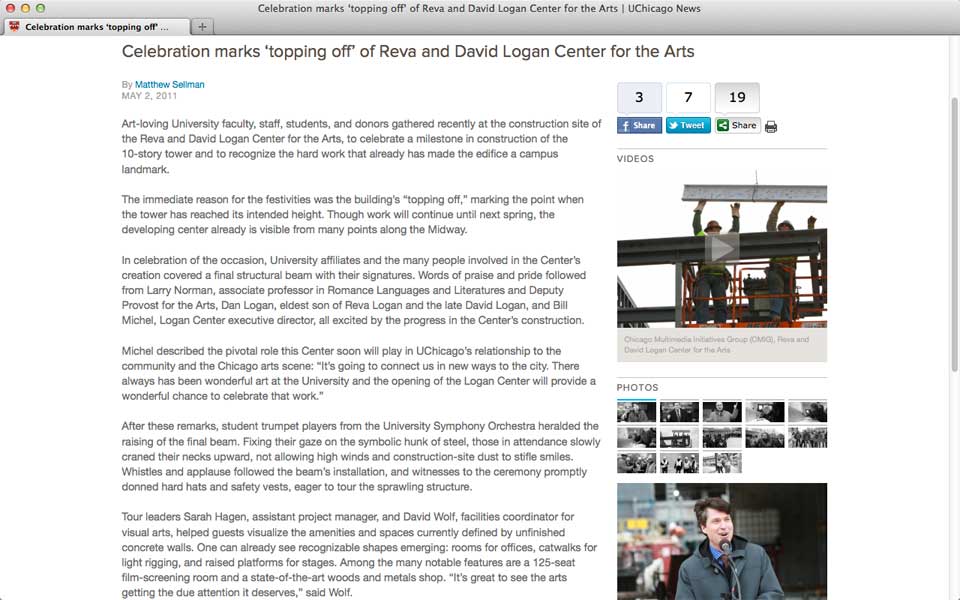 Celebration marks ‘topping off’ of Reva and David Logan Center for the Arts | UChicago News
Celebration marks ‘topping off’ ...
Celebration marks ‘topping off’ of Reva and David Logan Center for the Arts
By Matthew Sellman
MAY 2, 2011
Art-loving University faculty, staff, students, and donors gathered recently at the construction site of
the Reva and David Logan Center for the Arts, to celebrate a milestone in construction of the
10-story tower and to recognize the hard work that already has made the edifice a campus
landmark.
The immediate reason for the festivities was the building’s “topping off,” marking the point when
the tower has reached its intended height. Though work will continue until next spring, the
developing center already is visible from many points along the Midway.
In celebration of the occasion, University affiliates and the many people involved in the Center’s
creation covered a final structural beam with their signatures. Words of praise and pride followed
from Larry Norman, associate professor in Romance Languages and Literatures and Deputy
Provost for the Arts, Dan Logan, eldest son of Reva Logan and the late David Logan, and Bill
Michel, Logan Center executive director, all excited by the progress in the Center’s construction.
Michel described the pivotal role this Center soon will play in UChicago’s relationship to the
community and the Chicago arts scene: “It’s going to connect us in new ways to the city. There
always has been wonderful art at the University and the opening of the Logan Center will provide a
wonderful chance to celebrate that work.”
After these remarks, student trumpet players from the University Symphony Orchestra heralded the
raising of the final beam. Fixing their gaze on the symbolic hunk of steel, those in attendance slowly
craned their necks upward, not allowing high winds and construction-site dust to stifle smiles.
Whistles and applause followed the beam’s installation, and witnesses to the ceremony promptly
donned hard hats and safety vests, eager to tour the sprawling structure.
Tour leaders Sarah Hagen, assistant project manager, and David Wolf, facilities coordinator for
visual arts, helped guests visualize the amenities and spaces currently defined by unfinished
concrete walls. One can already see recognizable shapes emerging: rooms for offices, catwalks for
light rigging, and raised platforms for stages. Among the many notable features are a 125-seat
film-screening room and a state-of-the-art woods and metals shop. “It’s great to see the arts
getting the due attention it deserves,” said Wolf.
3 7 19
Share Tweet Share
VIDEOS
Chicago Multimedia Initiatives Group (CMIG), Reva and
David Logan Center for the Arts
PHOTOS